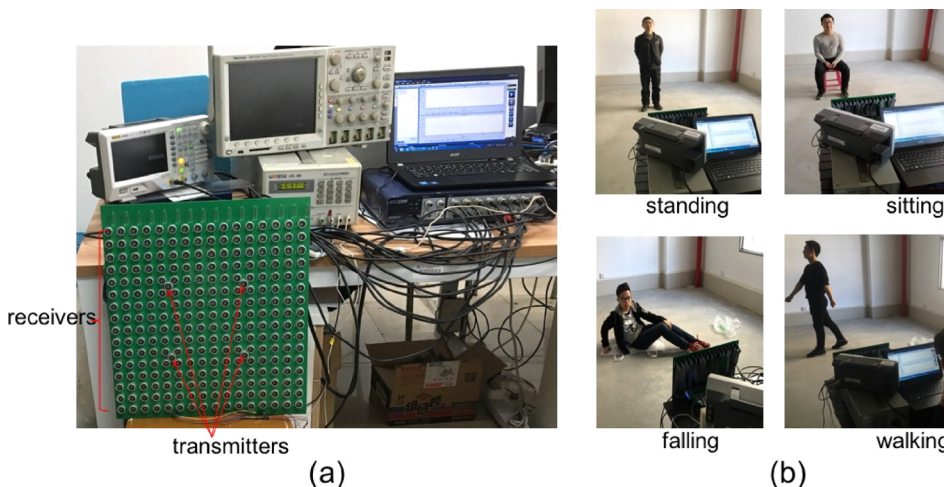 receivers
transmitters
(a)
standing
sitting
falling
walking
(b)